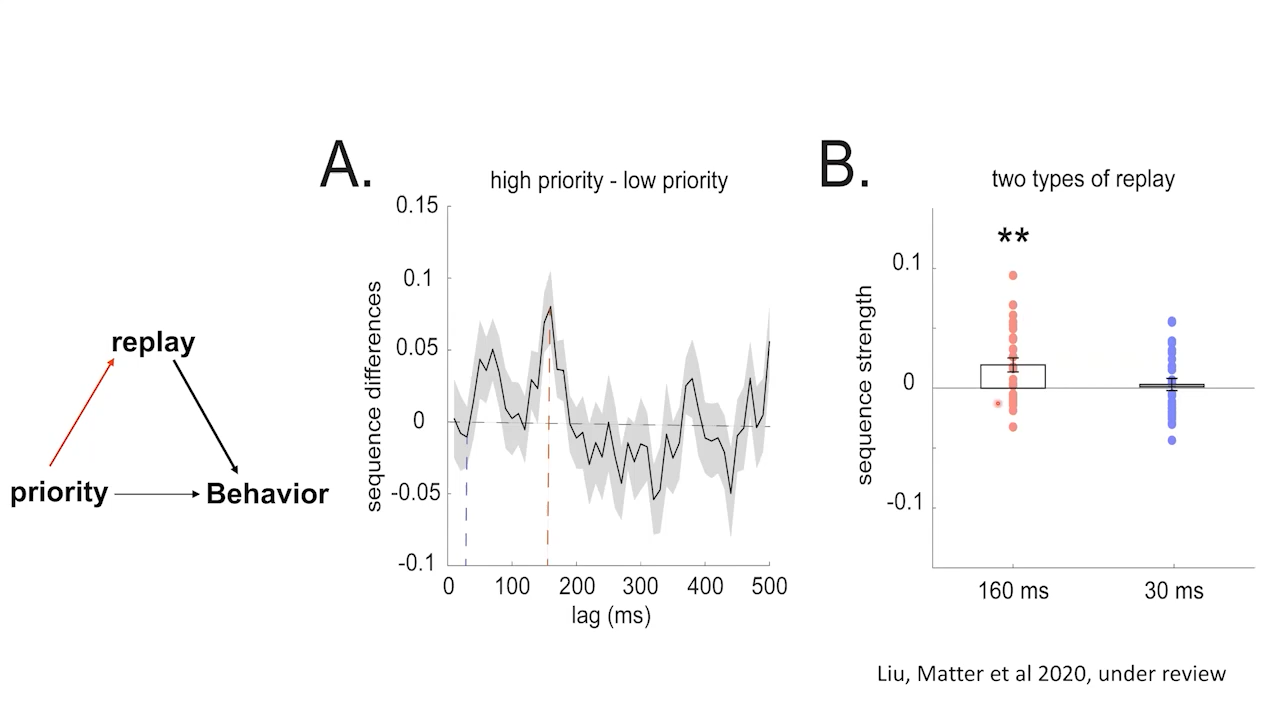 replay
priority
Behavior
A.
high priority - low priority
0.15
0.1
0.05
0
-0.05
-0.1
sequence differences
0 100 200 300 400 500
lag (ms)
B.
two types of replay
**
0.1
0
-0.1
sequence strength
160 ms 30 ms
Liu, Matter et al 2020, under review